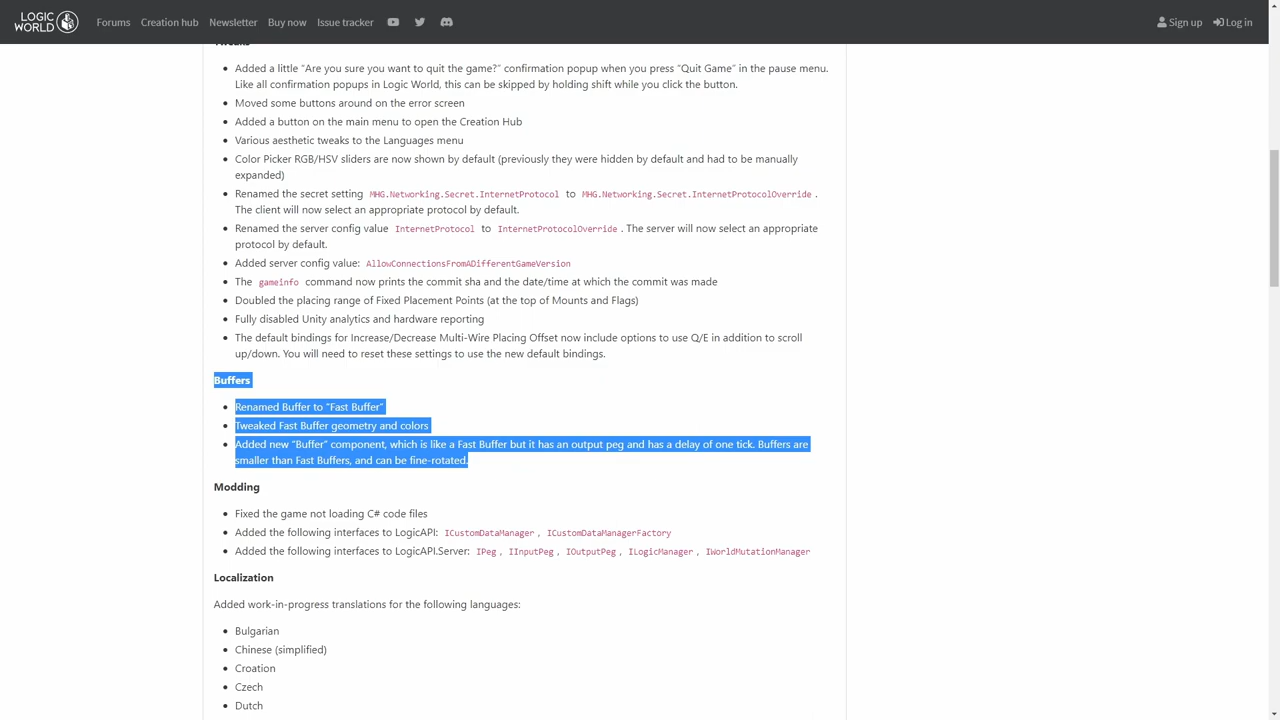 LOGIC
WORLD
Forums Creation hub Newsletter Buy now Issue tracker Sign up Log in
Tweaks
Added a little “Are you sure you want to quit the game?” confirmation popup when you press “Quit Game” in the pause menu.
Like all confirmation popups in Logic World, this can be skipped by holding shift while you click the button.
Moved some buttons around on the error screen
Added a button on the main menu to open the Creation Hub
Various aesthetic tweaks to the Languages menu
Color Picker RGB/HSV sliders are now shown by default (previously they were hidden by default and had to be manually
expanded)
Renamed the secret setting MHG.Networking.Secret.InternetProtocol to MHG.Networking.Secret.InternetProtocolOverride.
The client will now select an appropriate protocol by default.
Renamed the server config value InternetProtocol to InternetProtocolOverride. The server will now select an appropriate
protocol by default.
Added server config value: AllowConnectionsFromADifferentGameVersion
The gameinfo command now prints the commit sha and the date/time at which the commit was made
Doubled the placing range of Fixed Placement Points (at the top of Mounts and Flags)
Fully disabled Unity analytics and hardware reporting
The default bindings for Increase/Decrease Multi-Wire Placing Offset now include options to use Q/E in addition to scroll
up/down. You will need to reset these settings to use the new default bindings.
Buffers
Renamed Buffer to “Fast Buffer”
Tweaked Fast Buffer geometry and colors
Added new “Buffer” component, which is like a Fast Buffer but it has an output peg and has a delay of one tick. Buffers are
smaller than Fast Buffers, and can be fine-rotated.
Modding
Fixed the game not loading C# code files
Added the following interfaces to LogicAPI: ICustomDataManager, ICustomDataManagerFactory
Added the following interfaces to LogicAPI.Server: IPeg, IInputPeg, IOutputPeg, ILogicManager, IWorldMutationManager
Localization
Added work-in-progress translations for the following languages:
Bulgarian
Chinese (simplified)
Croation
Czech
Dutch